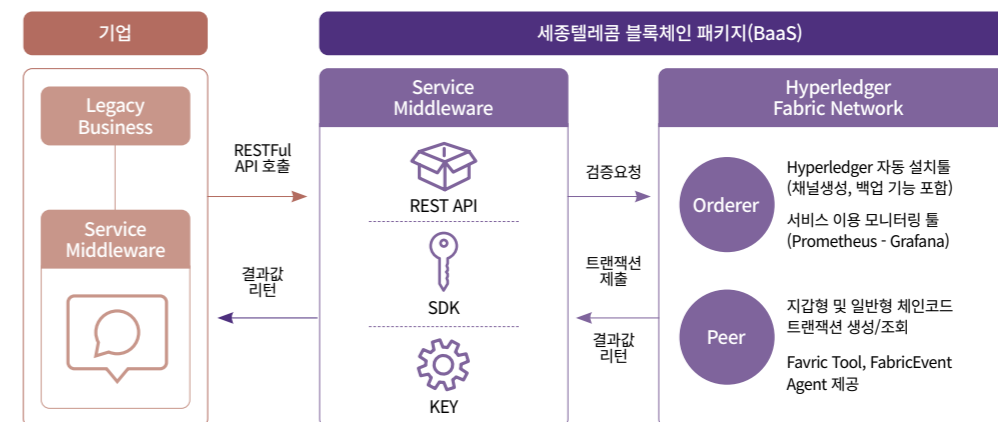 기업
세종텔레콤 블록체인 패키지(BaaS)
Legacy
Business
Service
Middleware
RESTFul
API 호출
결과값
리턴
Service
Middleware
REST API
SDK
KEY
검증요청
트랜잭션
제출
결과값
리턴
Hyperledger
Fabric Network
Orderer
Hyperledger 자동 설치툴
(채널생성, 백업 기능 포함)
서비스 이용 모니터링 툴
(Prometheus - Grafana)
Peer
지갑형 및 일반형 체인코드
트랜잭션 생성/조회
Favric Tool, FabricEvent
Agent 제공